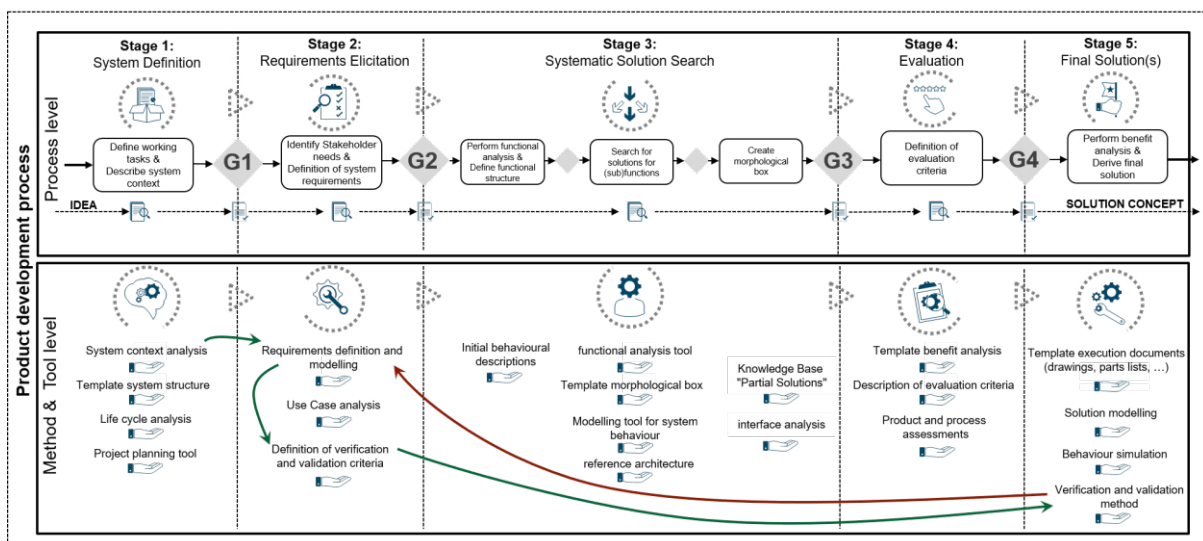 Product development process
Process level
Stage 1:
System Definition
Stage 2:
Requirements Elicitation
Stage 3:
Systematic Solution Search
Stage 4:
Evaluation
Stage 5:
Final Solution(s)
Define working
tasks &
Describe system
context
G1
Identify Stakeholder
needs &
Definition of system
requirements
G2
Perform functional
analysis &
Define functional
structure
Search for
solutions for
(sub)functions
Create
morphological
box
G3
Definition of
evaluation
criteria
G4
Perform benefit
analysis &
Derive final
solution
IDEA
SOLUTION CONCEPT
Method & Tool level
System context analysis
Template system structure
Life cycle analysis
Project planning tool
Requirements definition and
modelling
Use Case analysis
Definition of verification
and validation criteria
Initial behavioural
descriptions
functional analysis tool
Template morphological box
Modelling tool for system
behaviour
reference architecture
Knowledge Base
"Partial Solutions"
interface analysis
Template benefit analysis
Description of evaluation criteria
Product and process
assessments
Template execution documents
(drawings, parts lists, ...)
Solution modelling
Behaviour simulation
Verification and validation
method